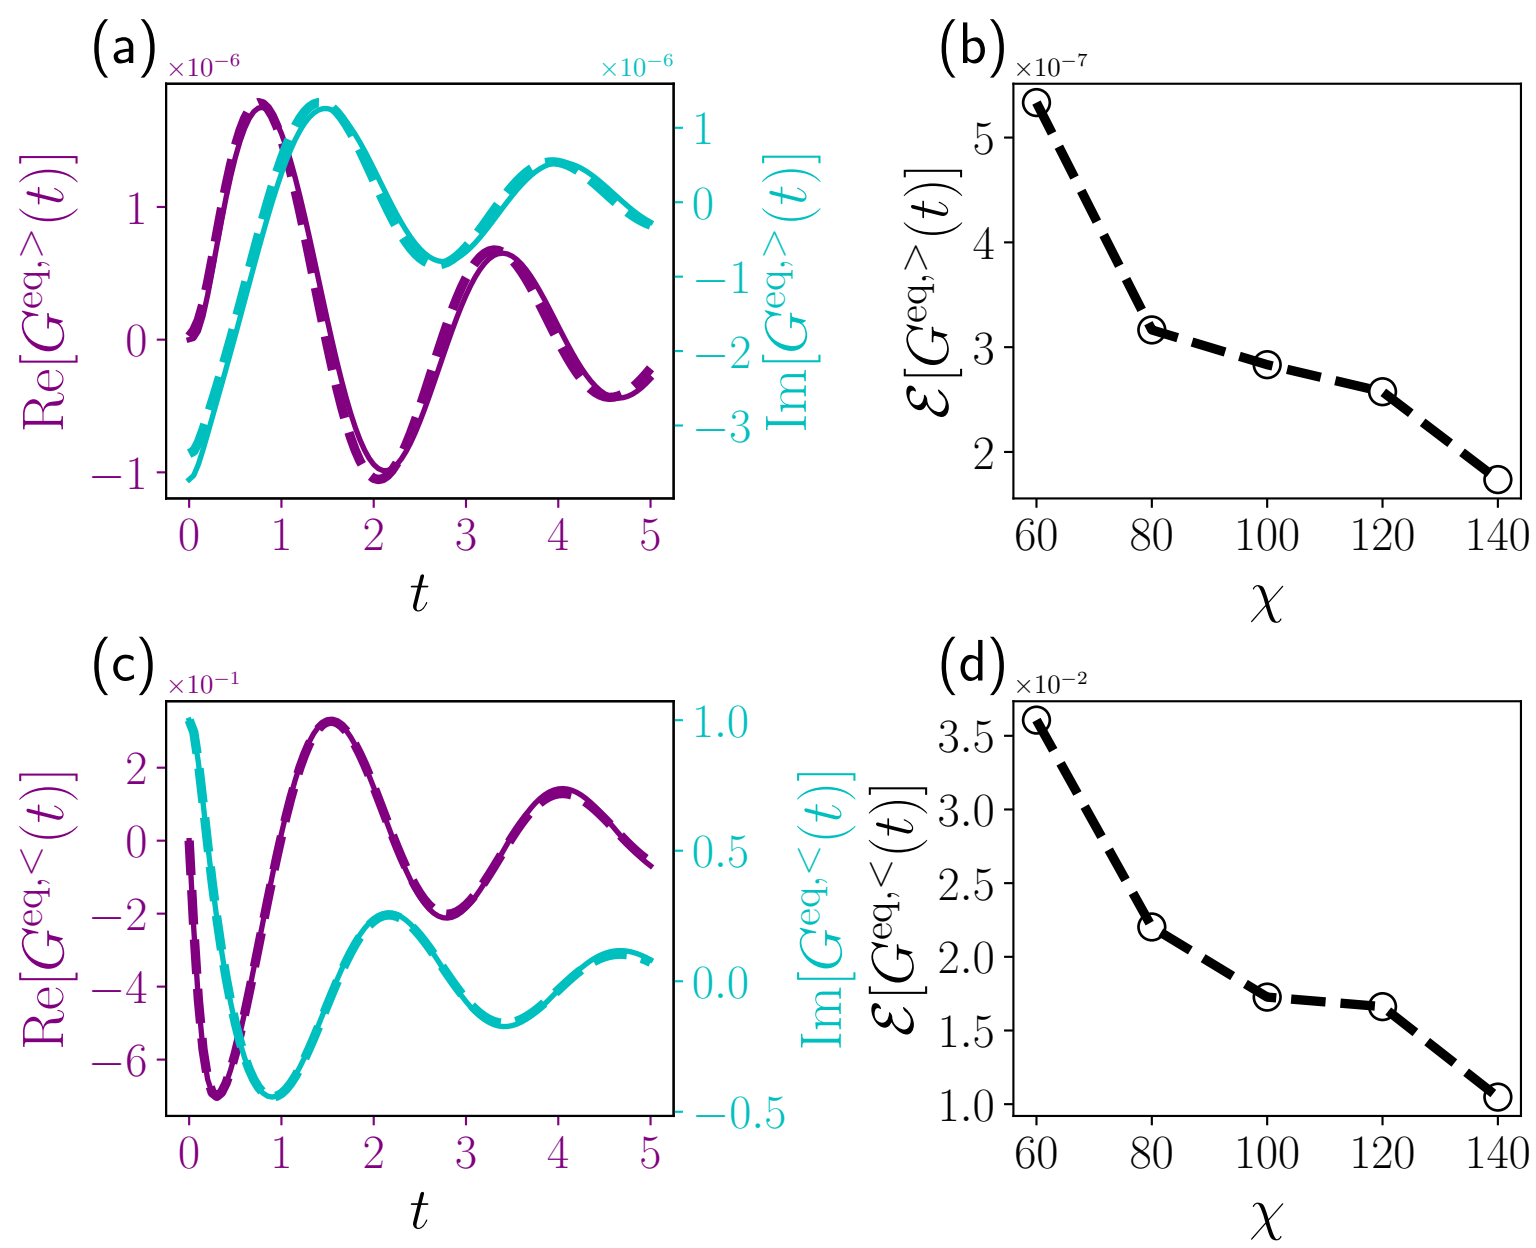 (a)
×10⁻⁶
×10⁻⁶
Re[G^{eq,>}(t)]
1
0
−1
1
0
−1
−2
−3
Im[G^{eq,>}(t)]
0 1 2 3 4 5
t
(b)
×10⁻⁷
ℰ[G^{eq,>}(t)]
5
4
3
2
60 80 100 120 140
χ
(c)
×10⁻¹
Re[G^{eq,<}(t)]
2
0
−2
−4
−6
1.0
0.5
0.0
−0.5
Im[G^{eq,<}(t)]
0 1 2 3 4 5
t
(d)
×10⁻²
ℰ[G^{eq,<}(t)]
3.5
3.0
2.5
2.0
1.5
1.0
60 80 100 120 140
χ